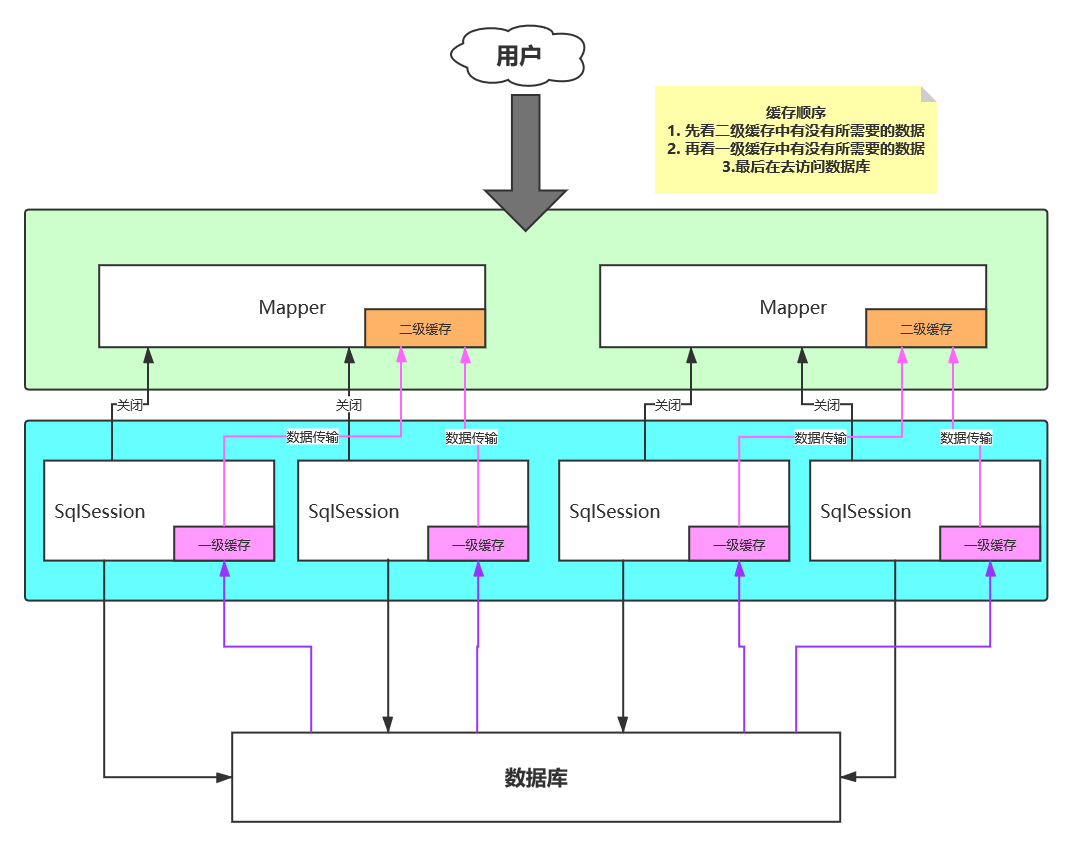 用户
缓存顺序
1. 先看二级缓存中有没有所需要的数据
2. 再看一级缓存中有没有所需要的数据
3.最后在去访问数据库
Mapper
二级缓存
Mapper
二级缓存
关闭
关闭
关闭
关闭
数据传输
数据传输
数据传输
数据传输
SqlSession
一级缓存
SqlSession
一级缓存
SqlSession
一级缓存
SqlSession
一级缓存
数据库